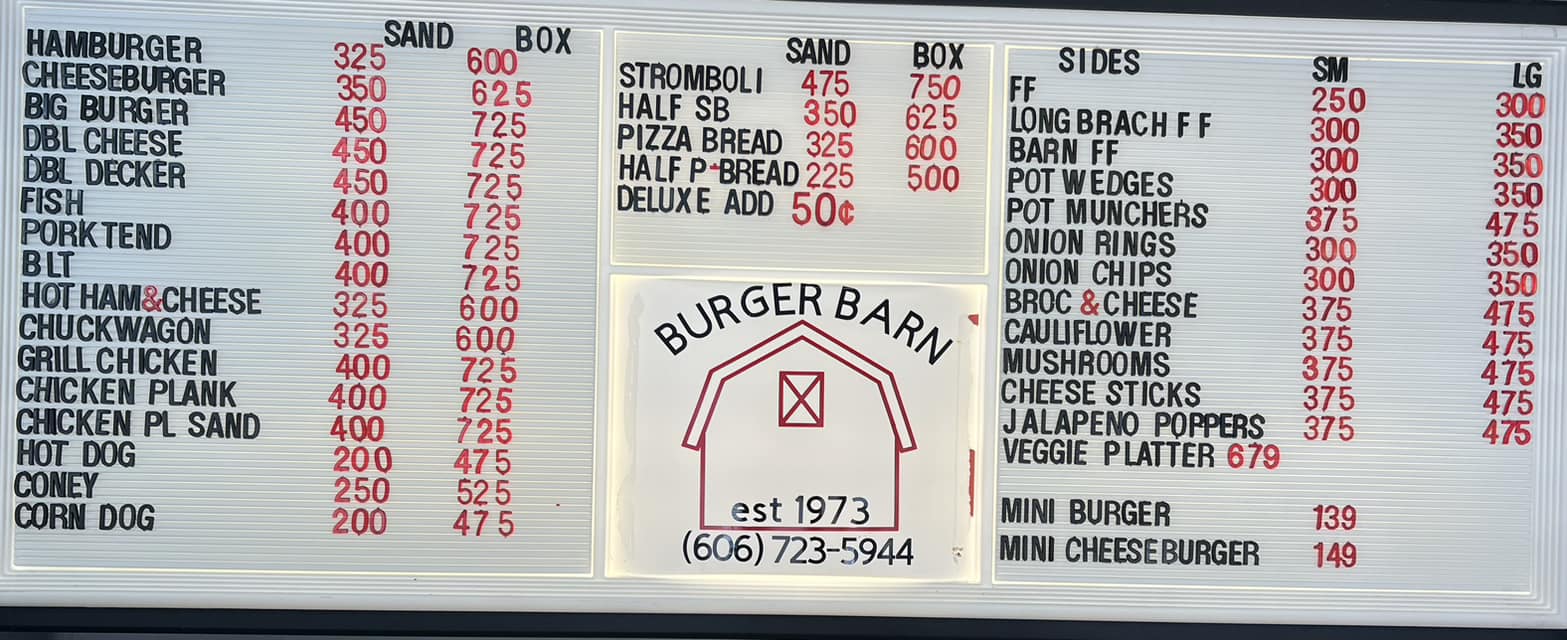 SAND BOX
HAMBURGER 325 600
CHEESEBURGER 350 625
BIG BURGER 450 725
DBL CHEESE 450 725
DBL DECKER 450 725
FISH 400 725
PORK TEND 400 725
BLT 400 725
HOT HAM&CHEESE 325 600
CHUCKWAGON 325 600
GRILL CHICKEN 400 725
CHICKEN PLANK 400 725
CHICKEN PL SAND 400 725
HOT DOG 200 475
CONEY 250 525
CORN DOG 200 475
SAND BOX
STROMBOLI 475 750
HALF SB 350 625
PIZZA BREAD 325 600
HALF P-BREAD 225 500
DELUXE ADD 50¢
BURGER BARN
est 1973
(606) 723-5944
SIDES SM LG
FF 250 300
LONG BRACH F F 300 350
BARN FF 300 350
POT WEDGES 300 350
POT MUNCHERS 375 475
ONION RINGS 300 350
ONION CHIPS 300 350
BROC & CHEESE 375 475
CAULIFLOWER 375 475
MUSHROOMS 375 475
CHEESE STICKS 375 475
JALAPENO POPPERS 375 475
VEGGIE PLATTER 679
MINI BURGER 139
MINI CHEESEBURGER 149